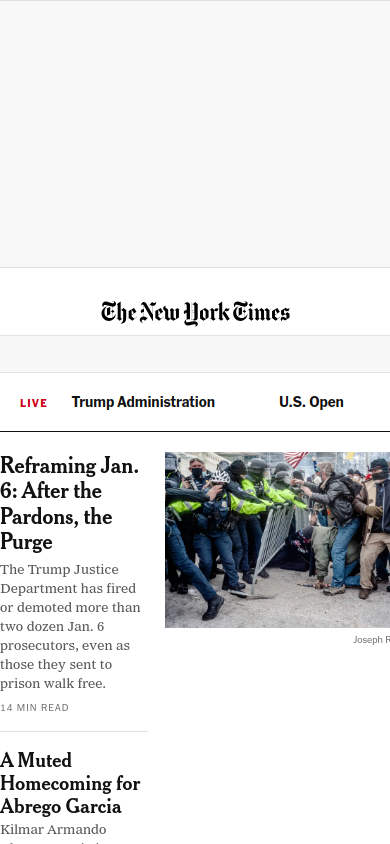 The New York Times
LIVE
Trump Administration
U.S. Open
Reframing Jan.
6: After the
Pardons, the
Purge
The Trump Justice
Department has fired
or demoted more than
two dozen Jan. 6
prosecutors, even as
those they sent to
prison walk free.
14 MIN READ
Joseph R
A Muted
Homecoming for
Abrego Garcia
Kilmar Armando